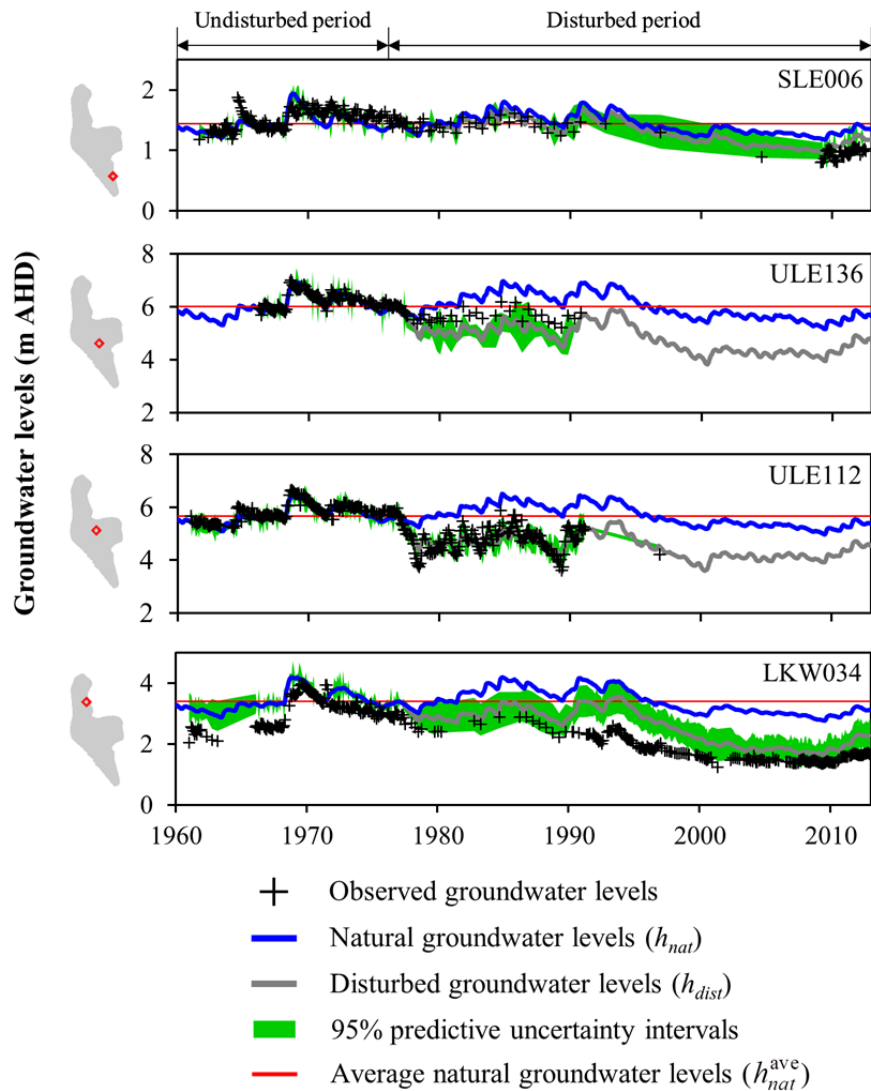 Undisturbed period
Disturbed period
Groundwater levels (m AHD)
SLE006
2
1
0
ULE136
8
6
4
2
ULE112
8
6
4
2
LKW034
4
2
0
1960 1970 1980 1990 2000 2010
Observed groundwater levels
Natural groundwater levels (hnat)
Disturbed groundwater levels (hdist)
95% predictive uncertainty intervals
Average natural groundwater levels (hnat^ave)